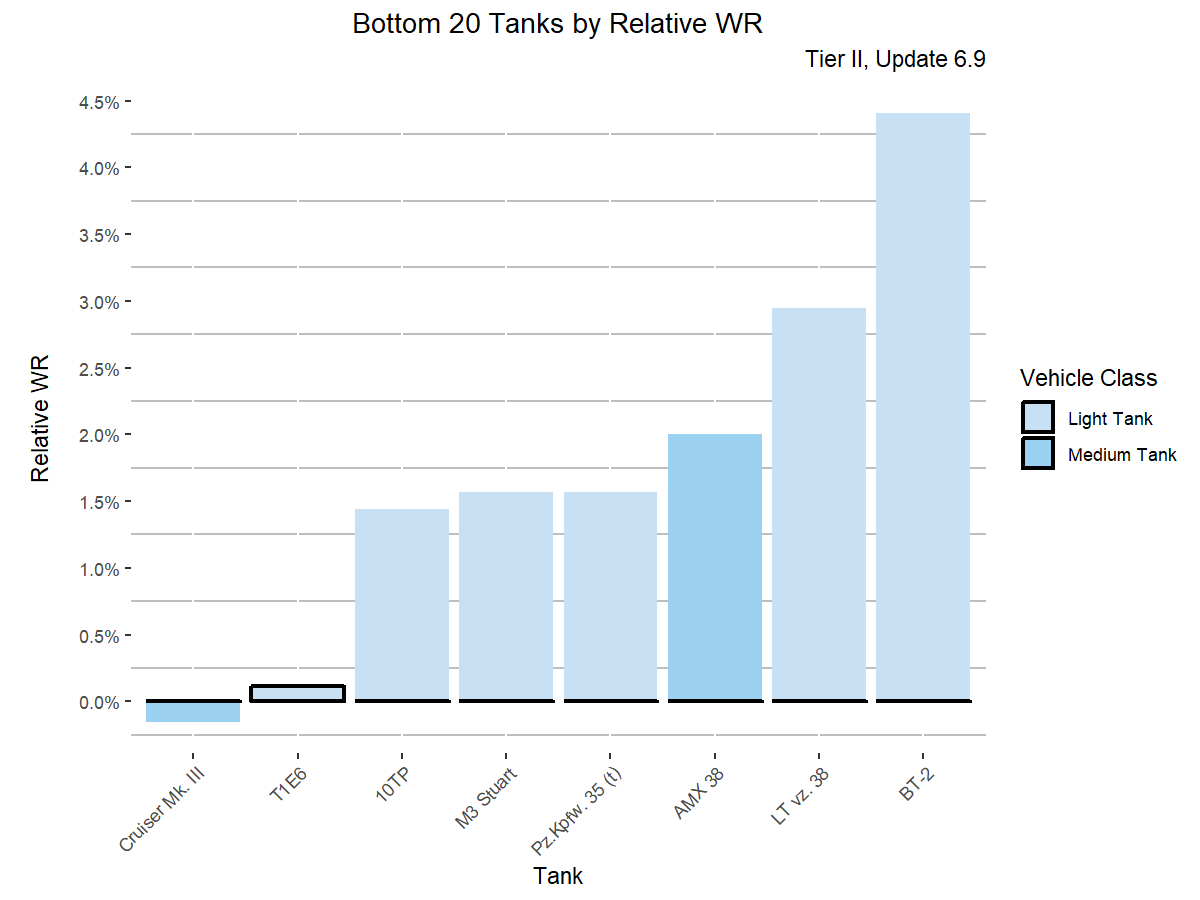 Bottom 20 Tanks by Relative WR
Tier II, Update 6.9
4.5%
4.0%
3.5%
3.0%
2.5%
2.0%
1.5%
1.0%
0.5%
0.0%
Relative WR
Cruiser Mk. III
T1E6
10TP
M3 Stuart
Pz.Kpfw. 35 (t)
AMX 38
LT vz. 38
BT-2
Tank
Vehicle Class
Light Tank
Medium Tank